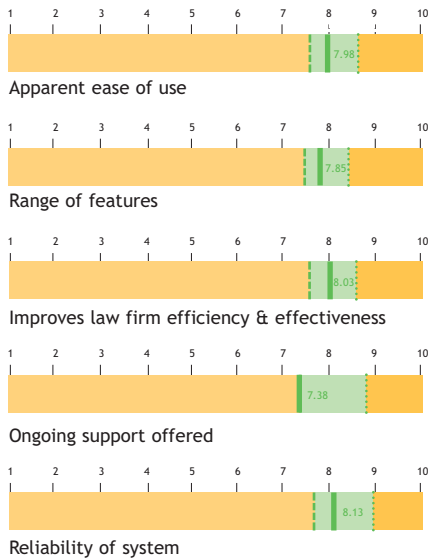 1 2 3 4 5 6 7 8 9 10
7.98
Apparent ease of use
1 2 3 4 5 6 7 8 9 10
7.85
Range of features
1 2 3 4 5 6 7 8 9 10
8.03
Improves law firm efficiency & effectiveness
1 2 3 4 5 6 7 8 9 10
7.38
Ongoing support offered
1 2 3 4 5 6 7 8 9 10
8.13
Reliability of system